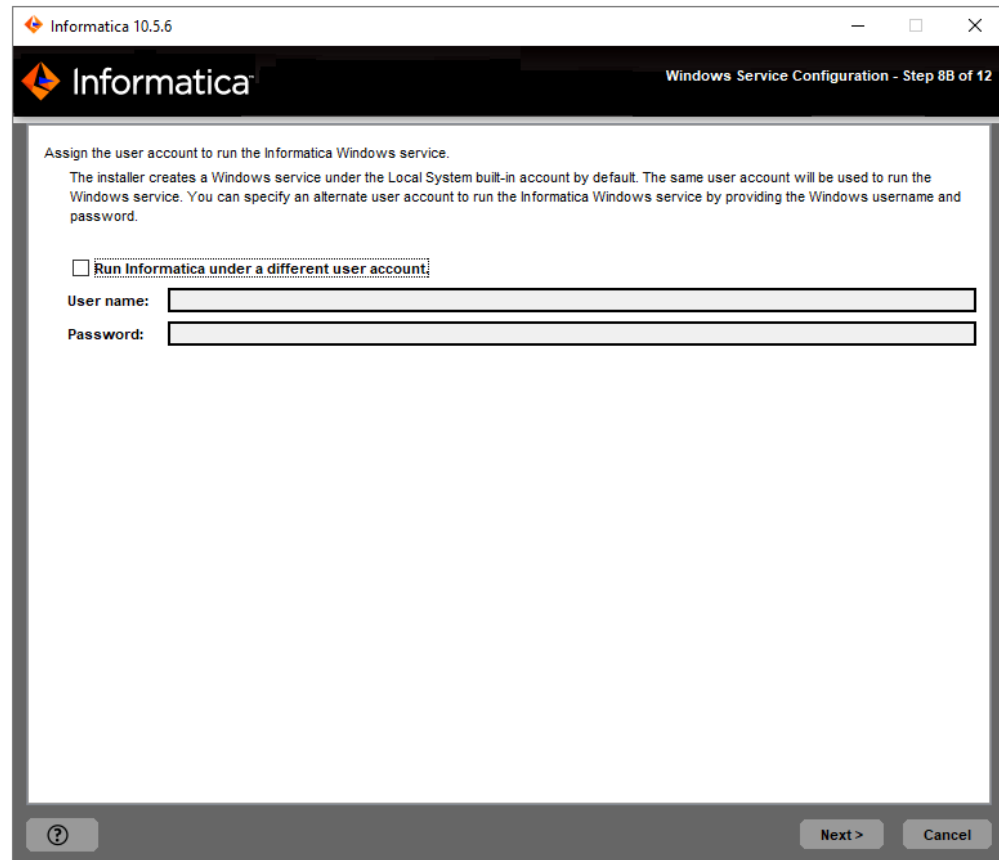 Informatica 10.5.6
Informatica
Windows Service Configuration - Step 8B of 12
Assign the user account to run the Informatica Windows service.
The installer creates a Windows service under the Local System built-in account by default. The same user account will be used to run the
Windows service. You can specify an alternate user account to run the Informatica Windows service by providing the Windows username and
password.
Run Informatica under a different user account.
User name:
Password:
?
Next >
Cancel